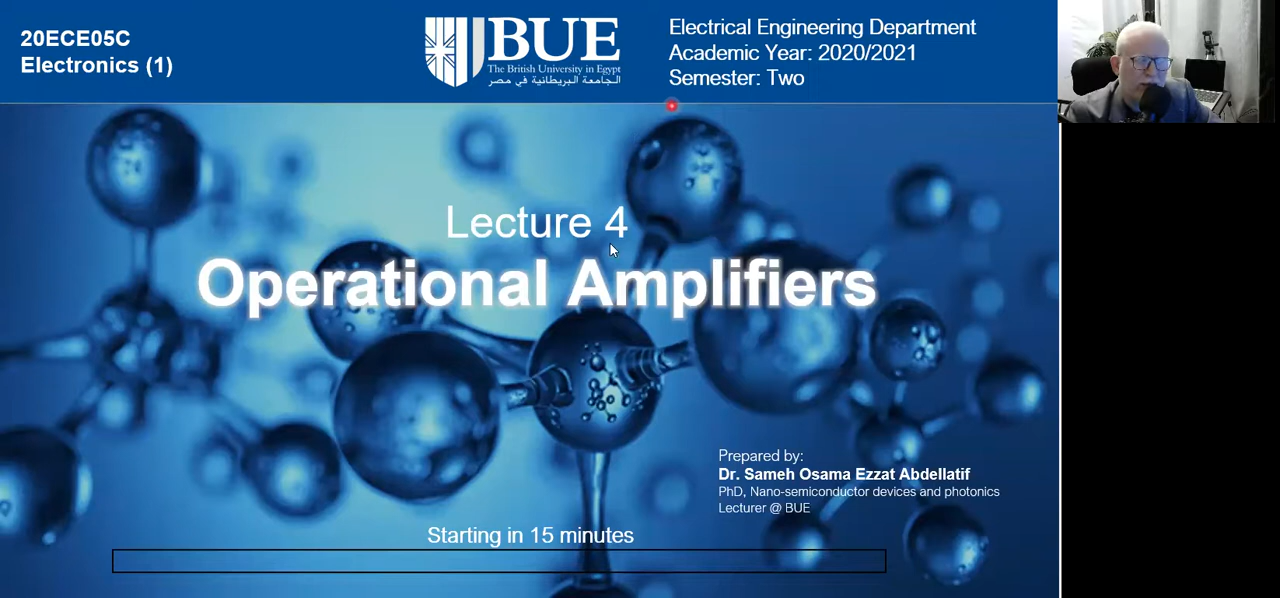 20ECE05C
Electronics (1)
BUE
The British University in Egypt
الجامعة البريطانية في مصر
Electrical Engineering Department
Academic Year: 2020/2021
Semester: Two
Lecture 4
Operational Amplifiers
Prepared by:
Dr. Sameh Osama Ezzat Abdellatif
PhD, Nano-semiconductor devices and photonics
Lecturer @ BUE
Starting in 15 minutes